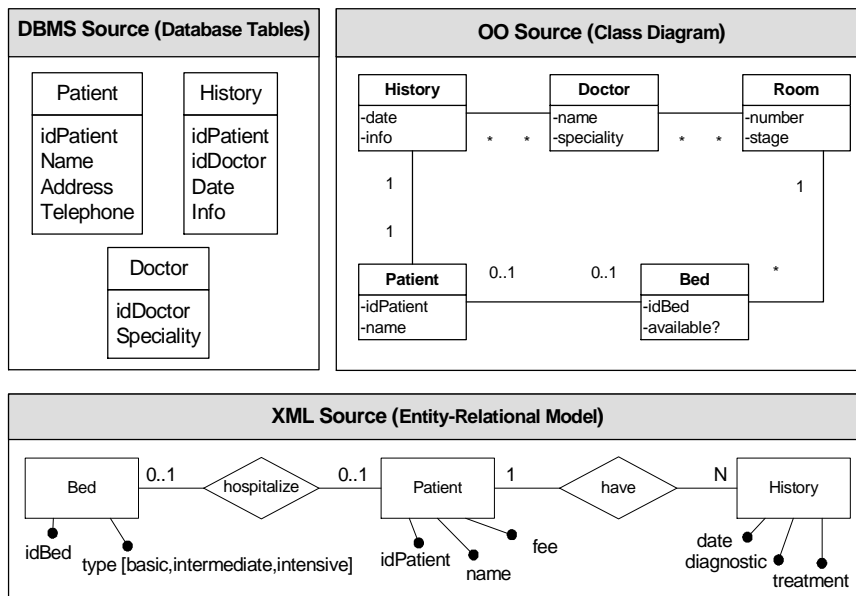 DBMS Source (Database Tables)
Patient
idPatient
Name
Address
Telephone
History
idPatient
idDoctor
Date
Info
Doctor
idDoctor
Speciality
OO Source (Class Diagram)
History
-date
-info
* *
Doctor
-name
-speciality
* *
Room
-number
-stage
1
1
1
Patient
-idPatient
-name
0..1 0..1
Bed
-idBed
-available?
*
XML Source (Entity-Relational Model)
Bed
0..1
hospitalize
0..1
Patient
1
have
N
History
idBed
type [basic,intermediate,intensive]
idPatient
name
fee
date
diagnostic
treatment